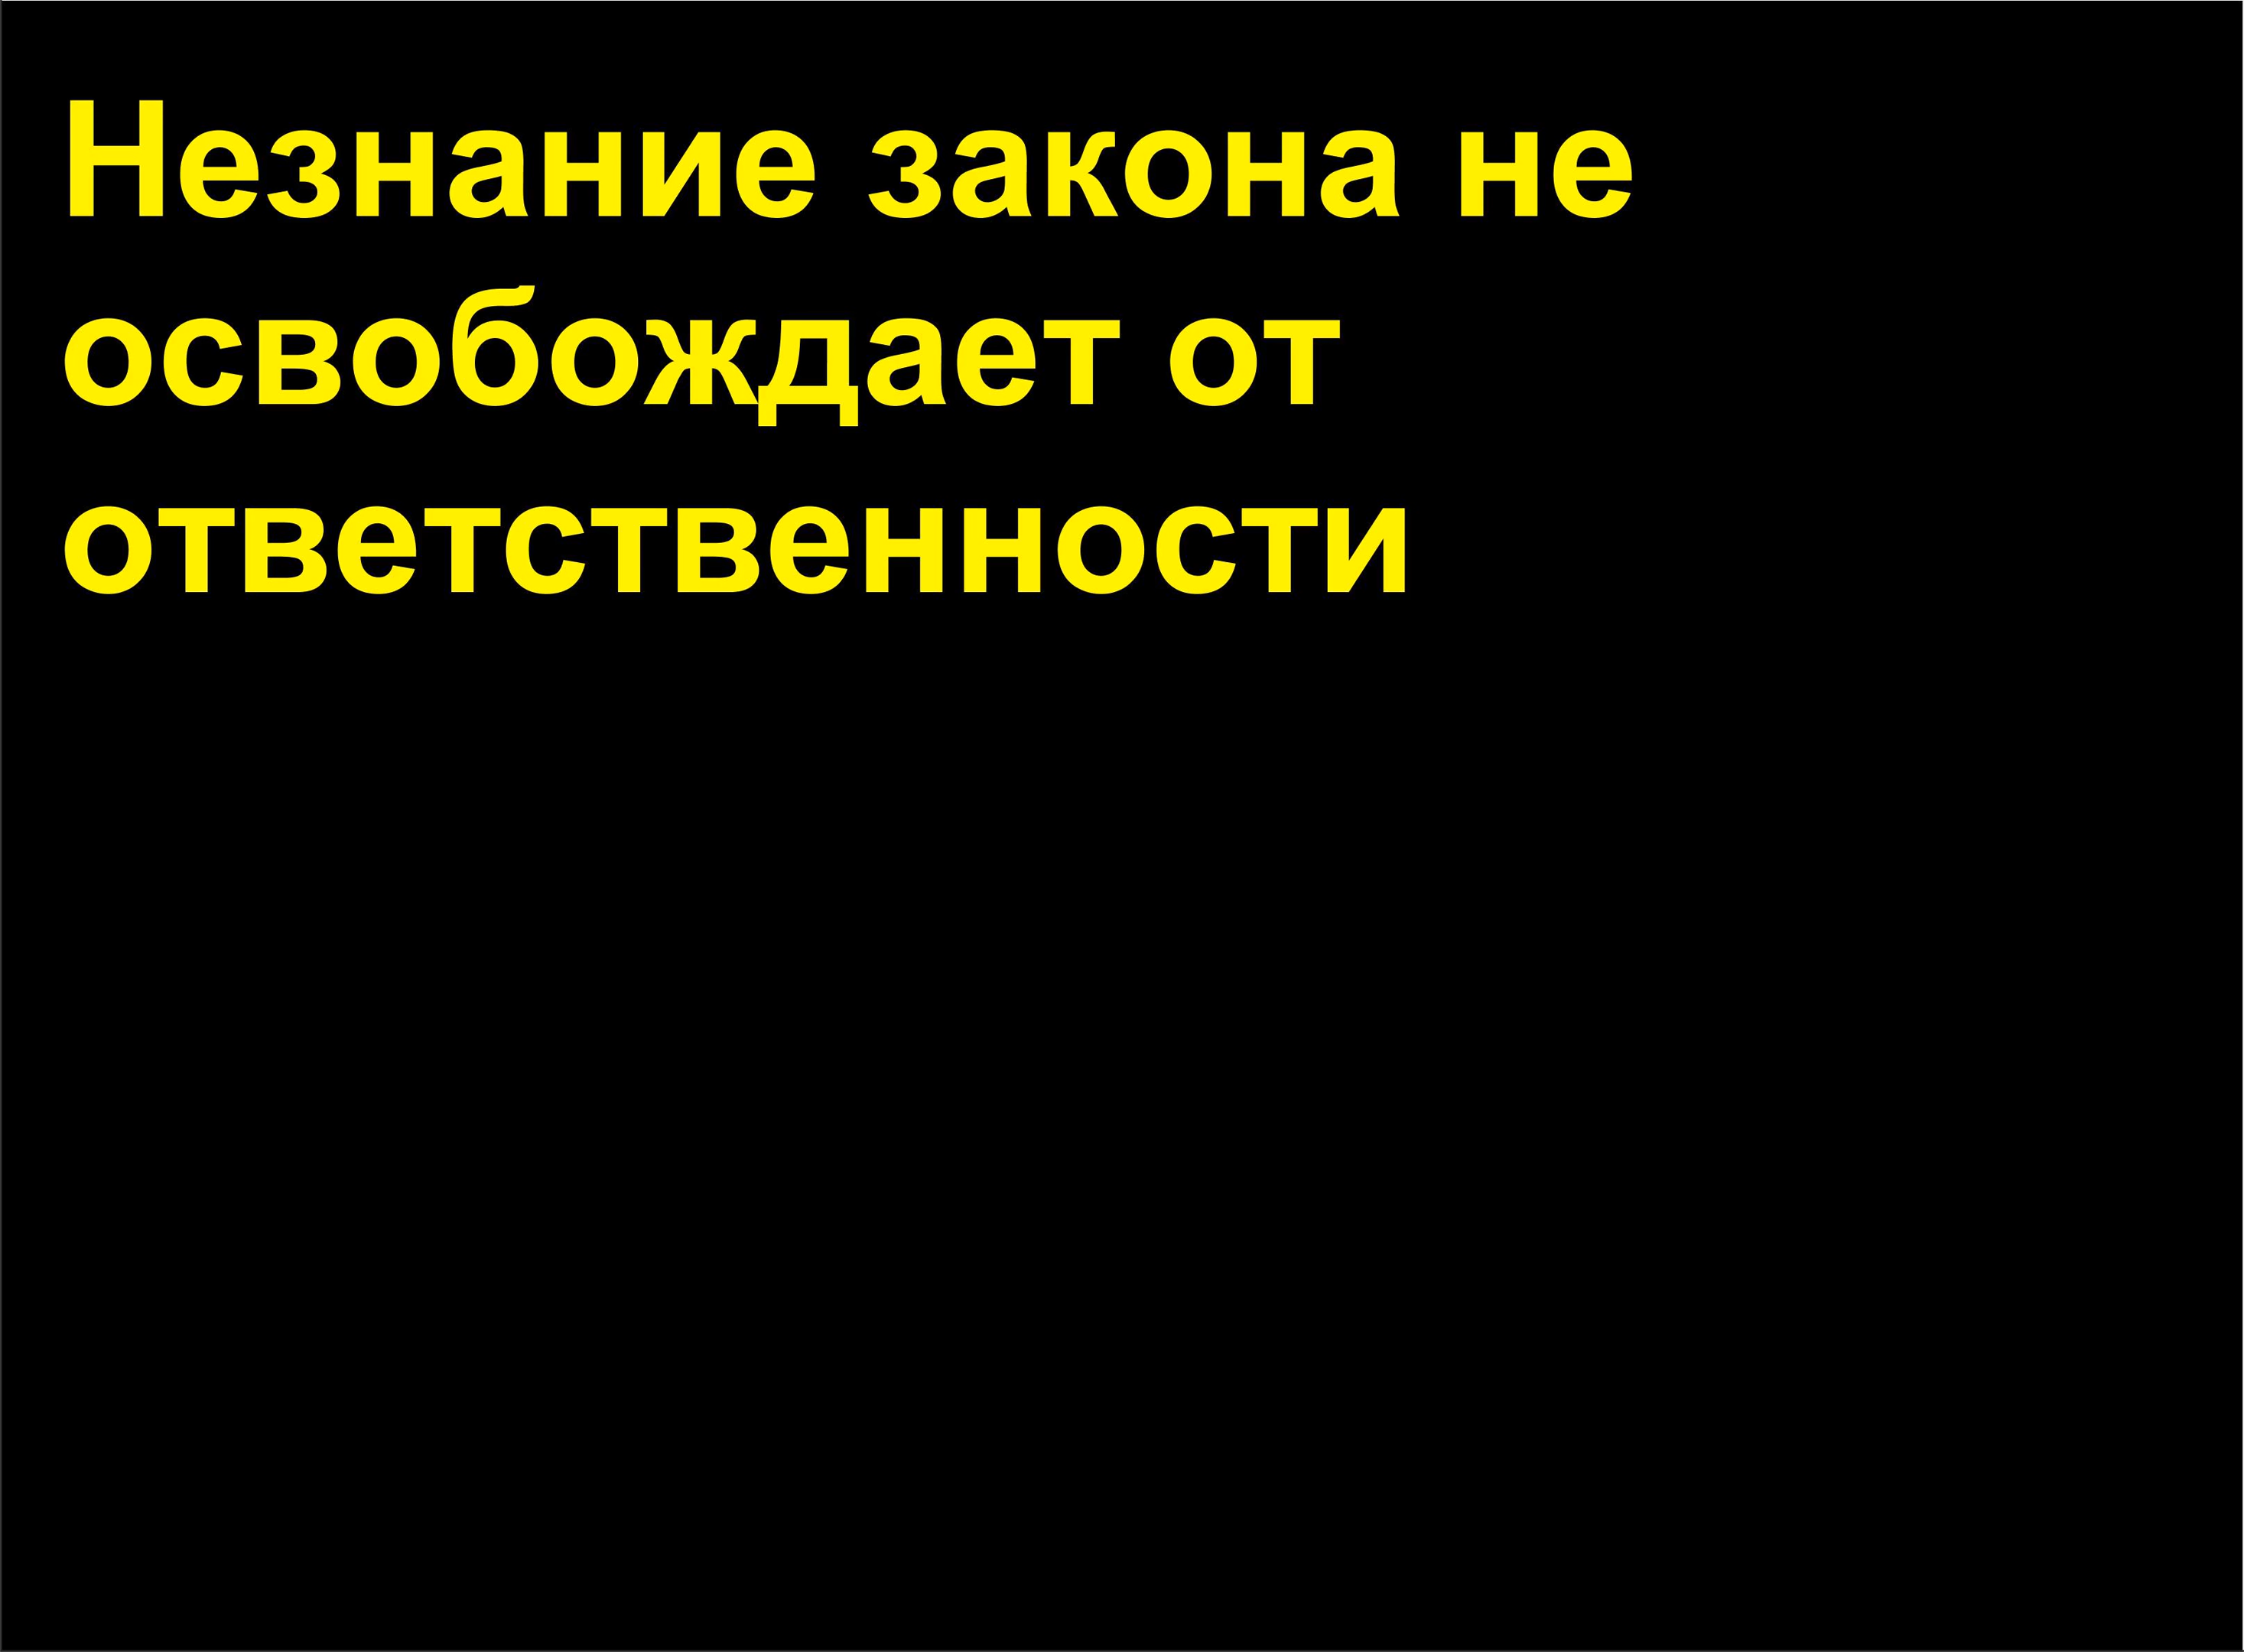 Незнание закона не
освобождает от
ответственности